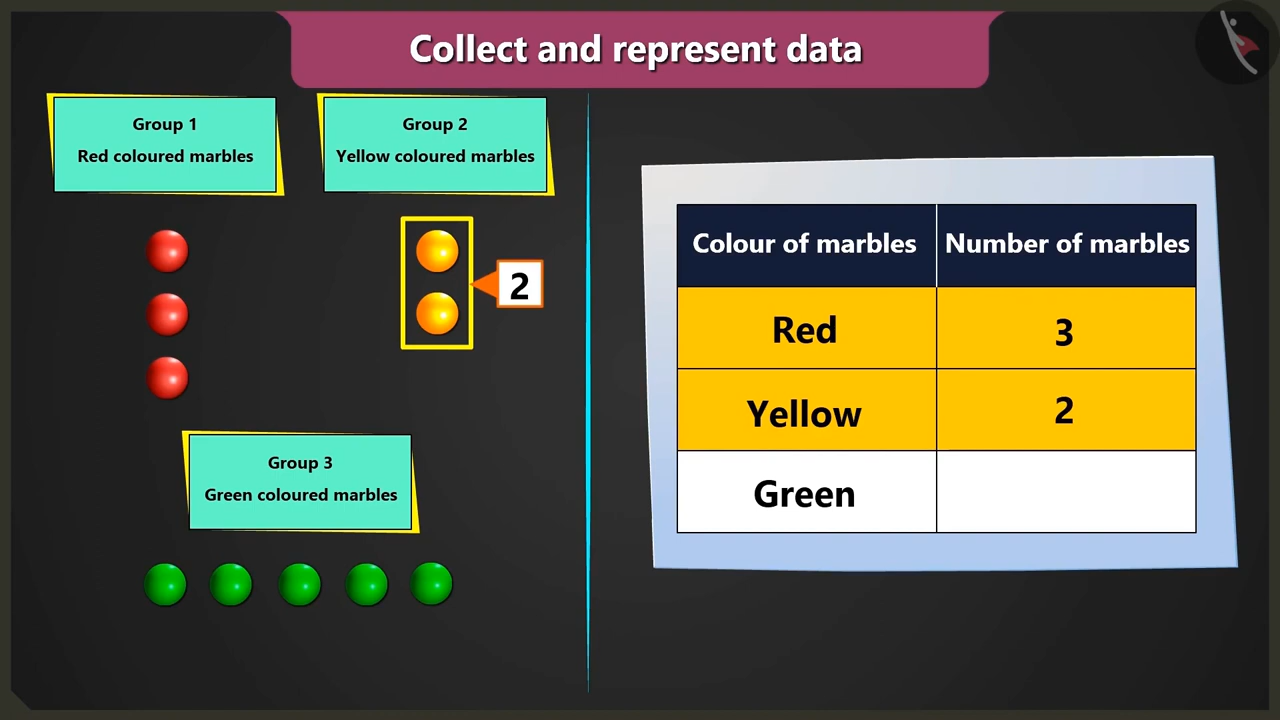 Collect and represent data
Group 1
Red coloured marbles
Group 2
Yellow coloured marbles
2
Group 3
Green coloured marbles
Colour of marbles Number of marbles
Red 3
Yellow 2
Green